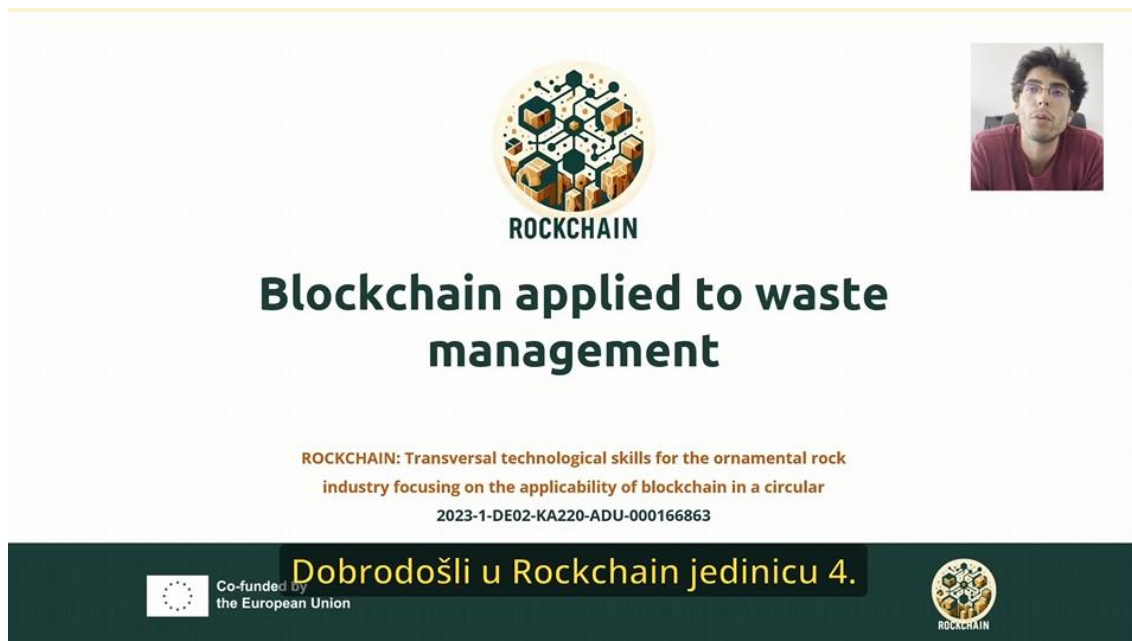 ROCKCHAIN
Blockchain applied to waste
management
ROCKCHAIN: Transversal technological skills for the ornamental rock
industry focusing on the applicability of blockchain in a circular
2023-1-DE02-KA220-ADU-000166863
Dobrodošli u Rockchain jedinicu 4.
Co-funded by
the European Union
ROCKCHAIN